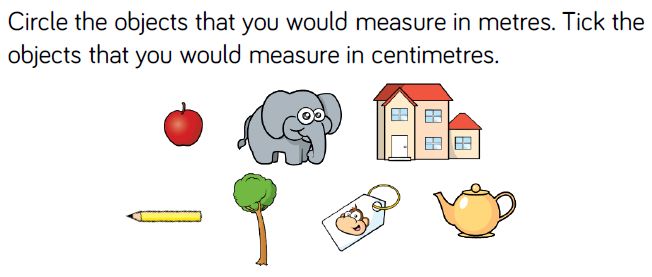 Circle the objects that you would measure in metres. Tick the
objects that you would measure in centimetres.